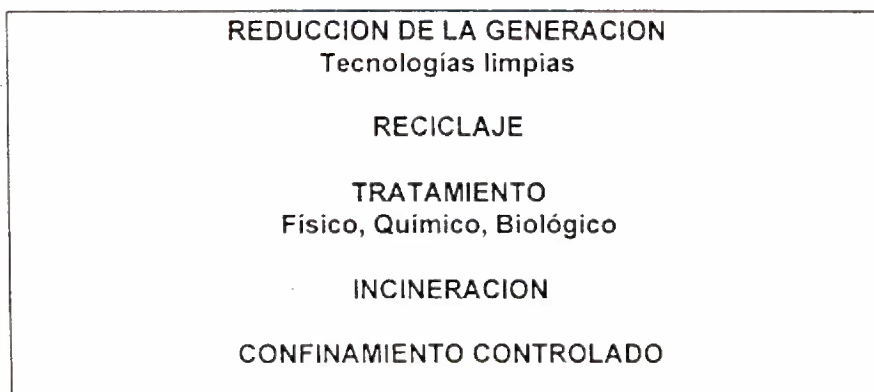 REDUCCION DE LA GENERACION
Tecnologías limpias
RECICLAJE
TRATAMIENTO
Físico, Químico, Biológico
INCINERACION
CONFINAMIENTO CONTROLADO